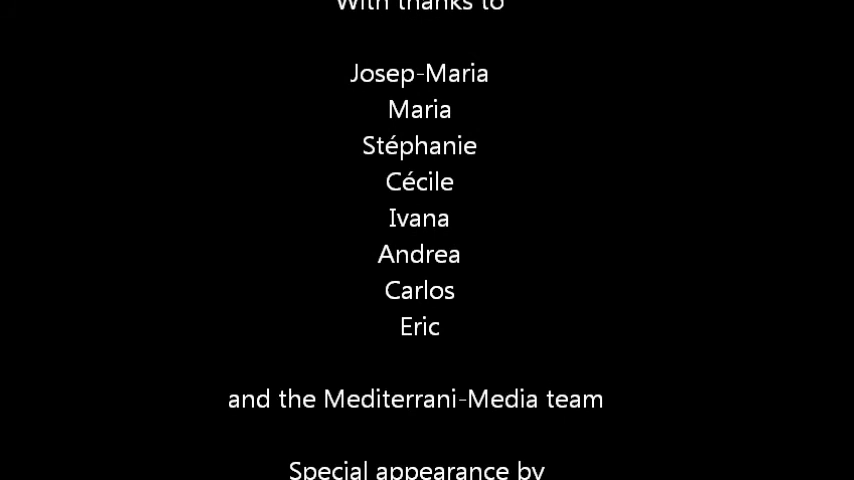 With thanks to
Josep-Maria
Maria
Stéphanie
Cécile
Ivana
Andrea
Carlos
Eric
and the Mediterrani-Media team
Special appearance by